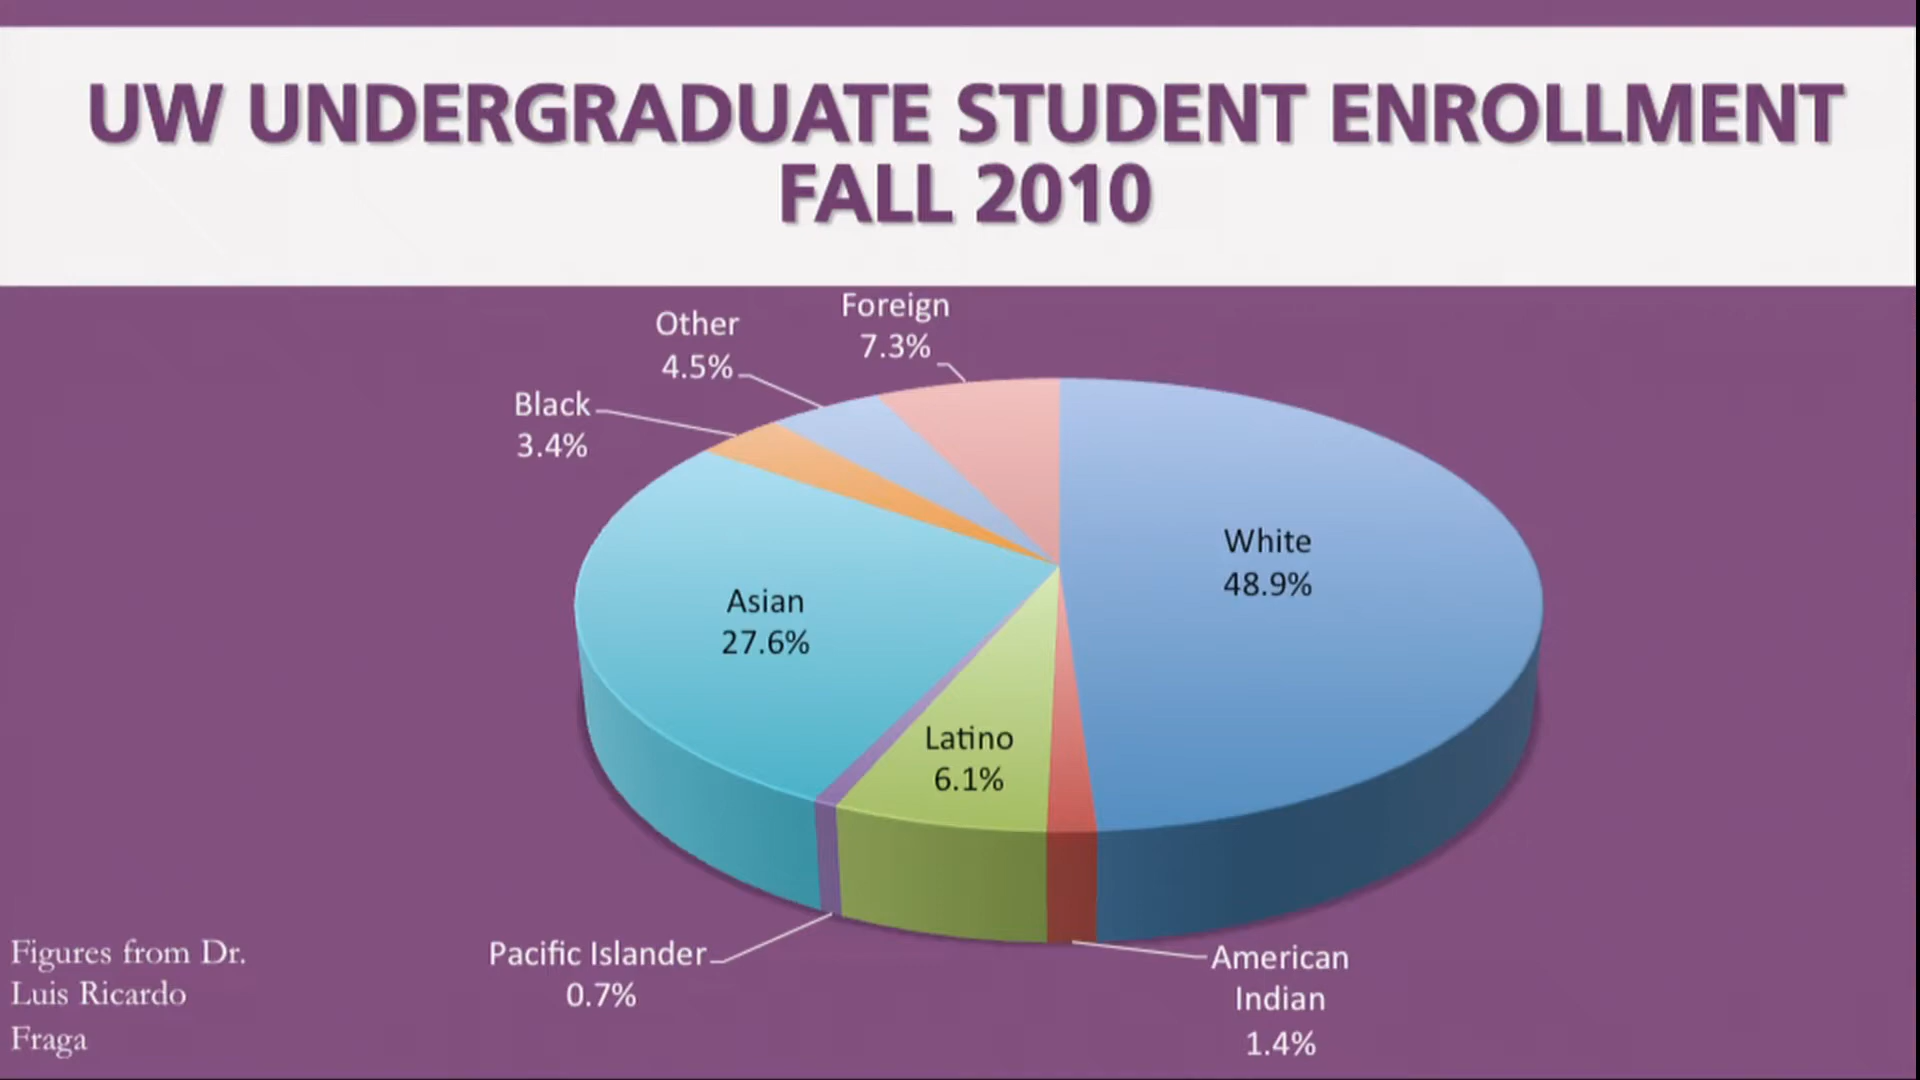 UW UNDERGRADUATE STUDENT ENROLLMENT
FALL 2010
Foreign
7.3%
Other
4.5%
Black
3.4%
White
48.9%
Asian
27.6%
Latino
6.1%
Pacific Islander
0.7%
American
Indian
1.4%
Figures from Dr.
Luis Ricardo
Fraga